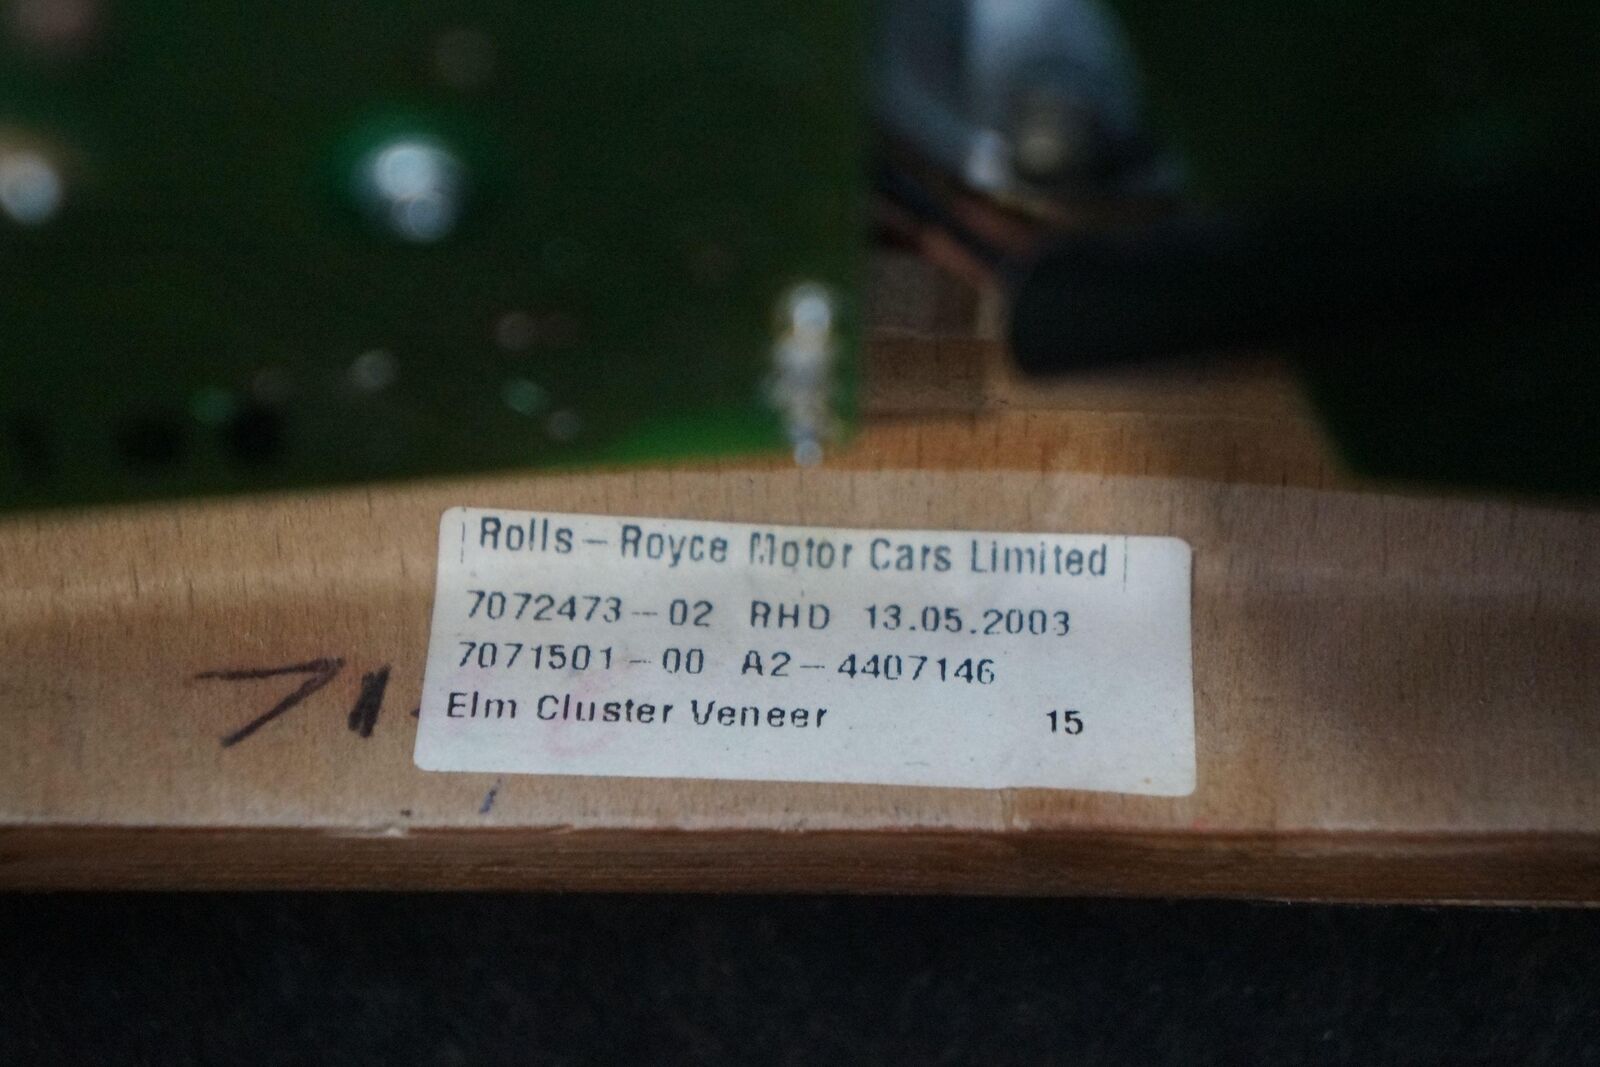 Rolls-Royce Motor Cars Limited
7072473-02 RHD 13.05.2003
7071501-00 A2-4407146
Elm Cluster Veneer 15
71